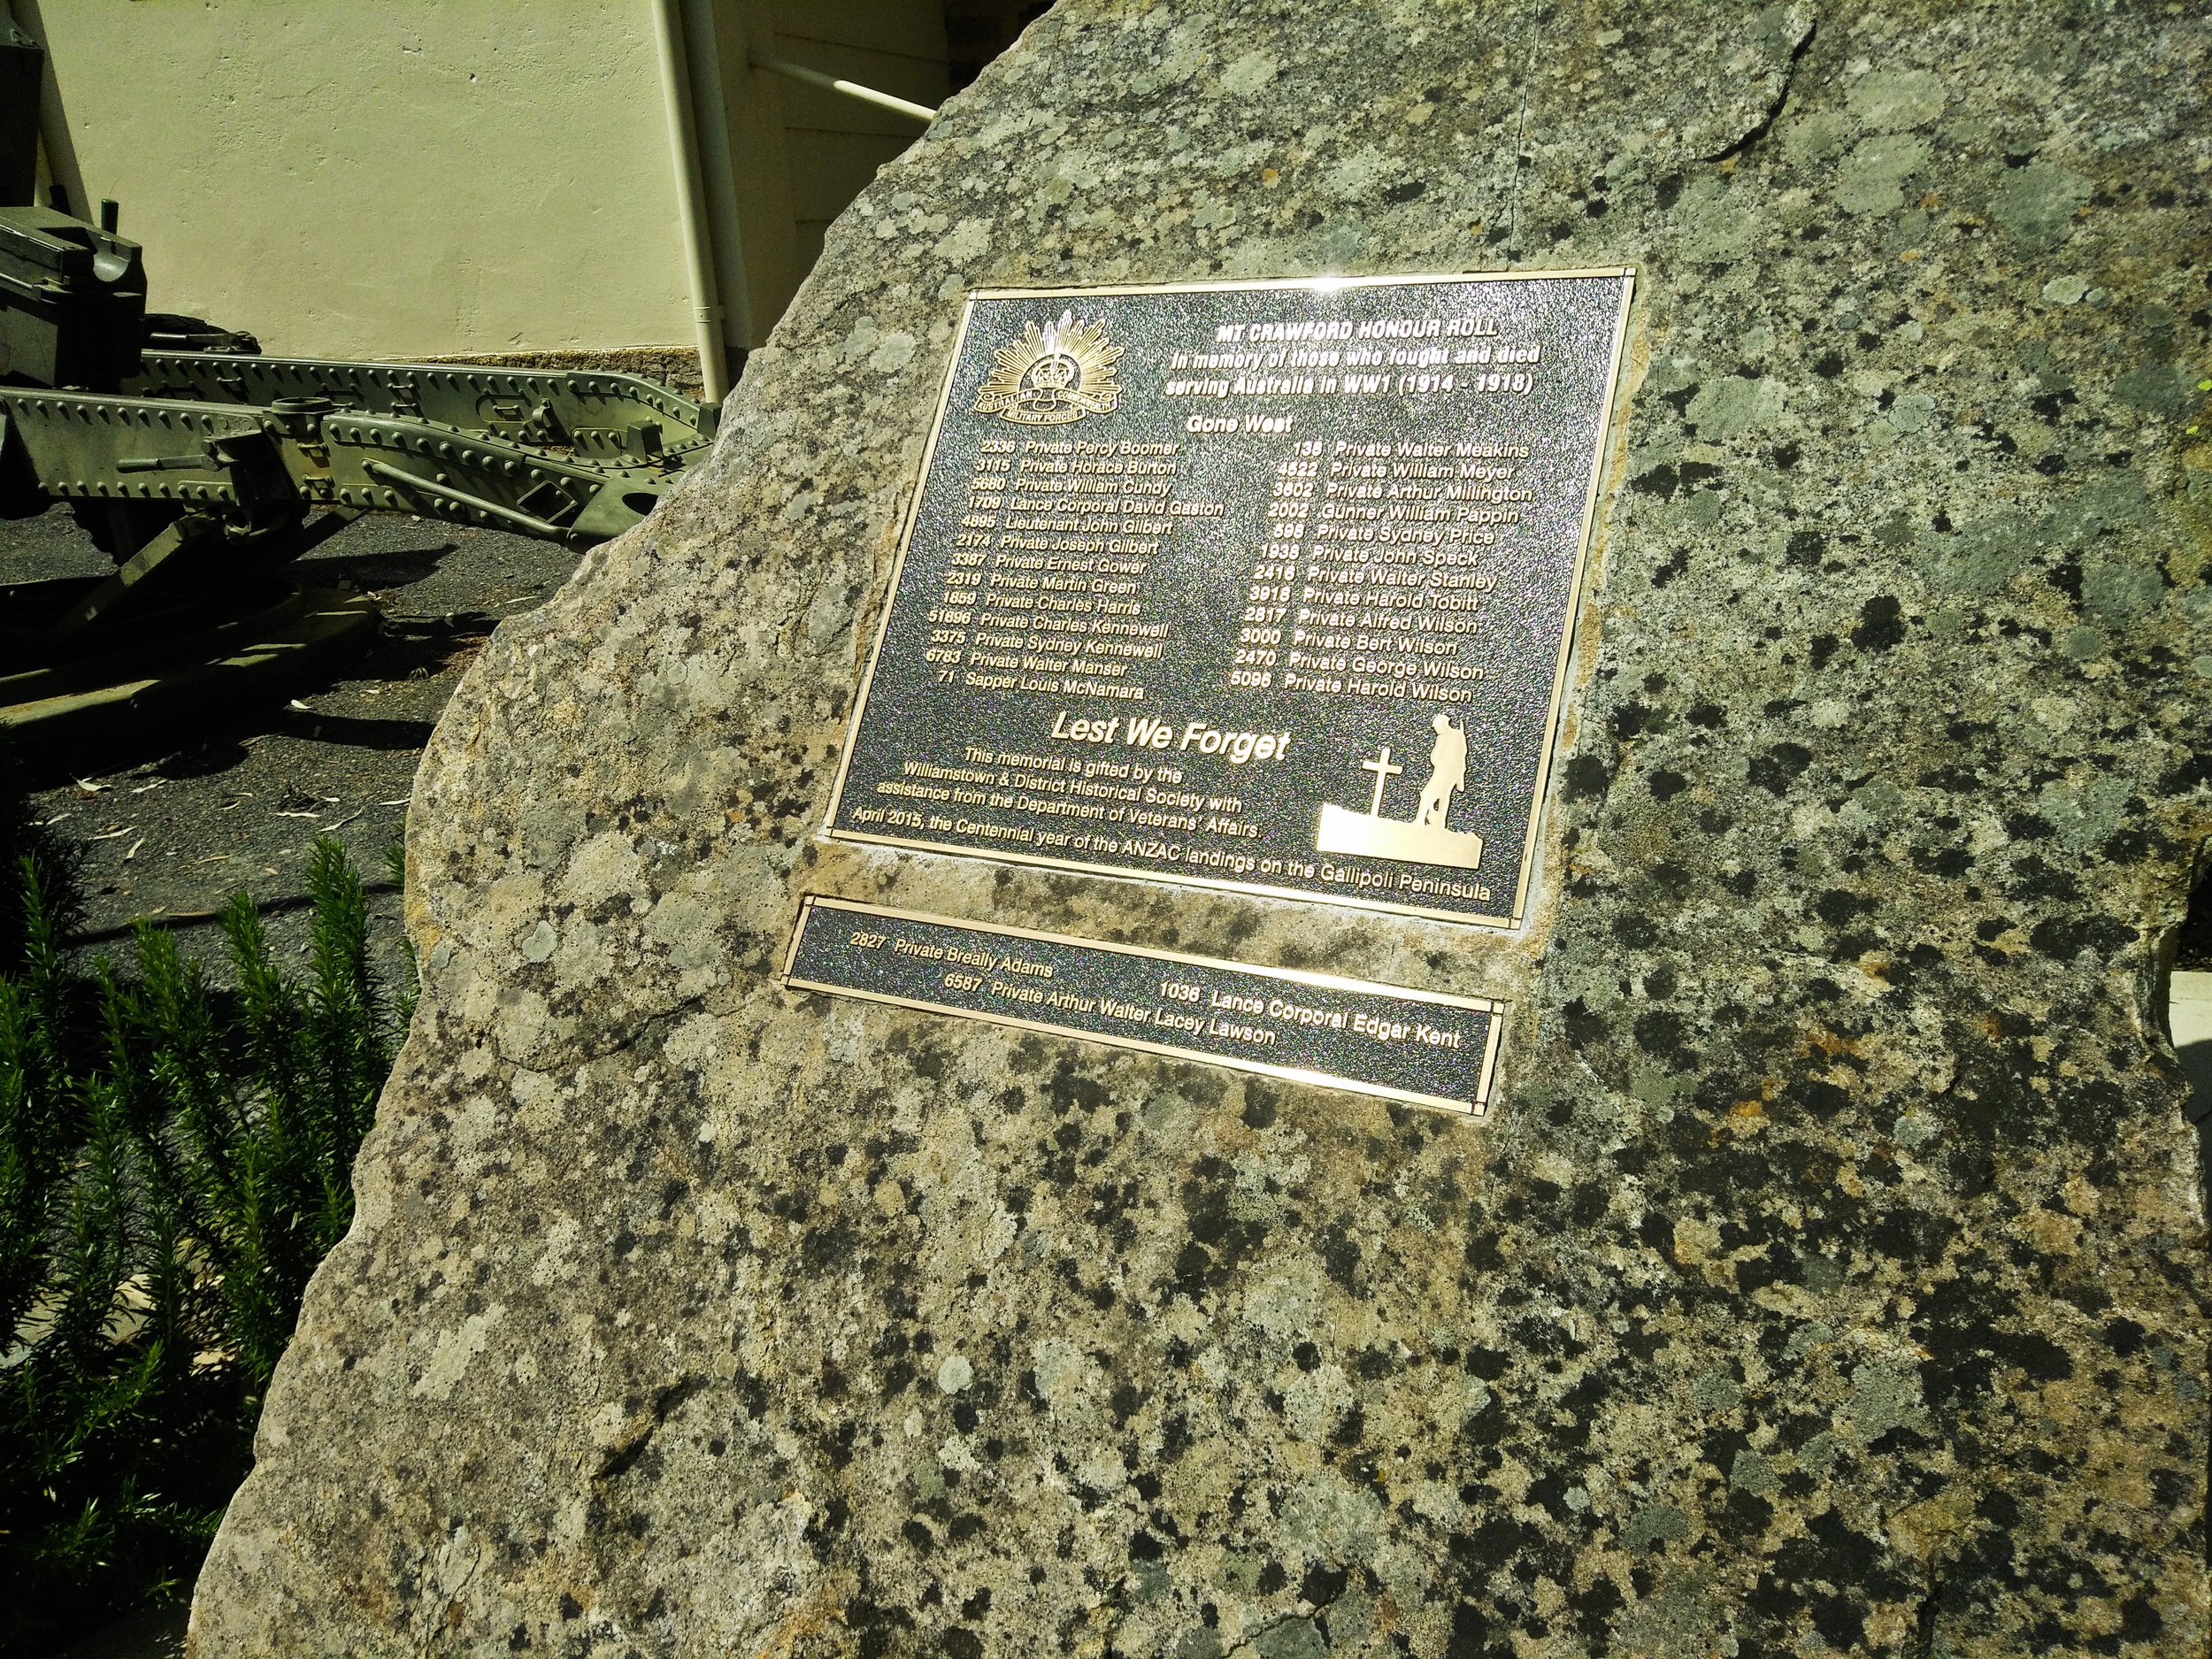 AUSTRALIAN COMMONWEALTH
MILITARY FORCES
MT CRAWFORD HONOUR ROLL
In memory of those who fought and died
serving Australia in WW1 (1914 - 1918)
Gone West
2336 Private Percy Boomer
3115 Private Horace Burton
5680 Private William Cundy
1709 Lance Corporal David Gaston
4895 Lieutenant John Gilbert
2174 Private Joseph Gilbert
3387 Private Ernest Gower
2319 Private Martin Green
1859 Private Charles Harris
51896 Private Charles Kennewell
3375 Private Sydney Kennewell
6783 Private Walter Manser
71 Sapper Louis McNamara
138 Private Walter Meakins
4522 Private William Meyer
3602 Private Arthur Millington
2002 Gunner William Pappin
598 Private Sydney Price
1938 Private John Speck
2416 Private Walter Stanley
3918 Private Harold Tobitt
2817 Private Alfred Wilson
3000 Private Bert Wilson
2470 Private George Wilson
5096 Private Harold Wilson
Lest We Forget
This memorial is gifted by the
Williamstown & District Historical Society with
assistance from the Department of Veterans' Affairs.
April 2015, the Centennial year of the ANZAC landings on the Gallipoli Peninsula
2827 Private Breally Adams
1036 Lance Corporal Edgar Kent
6587 Private Arthur Walter Lacey Lawson